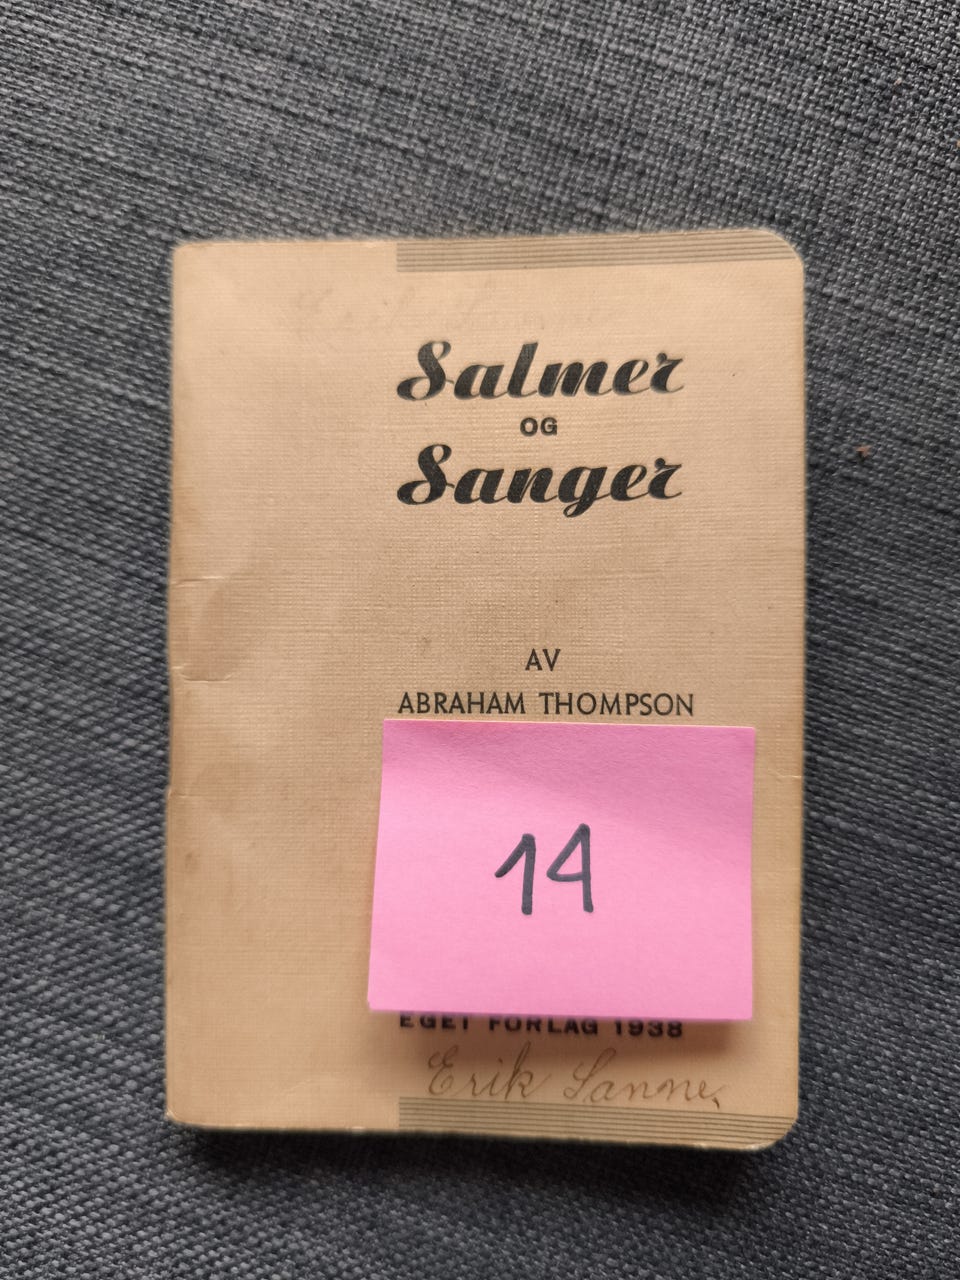 Salmer
OG
Sanger
AV
ABRAHAM THOMPSON
14
EGET FORLAG 1938
Erik Sanne,